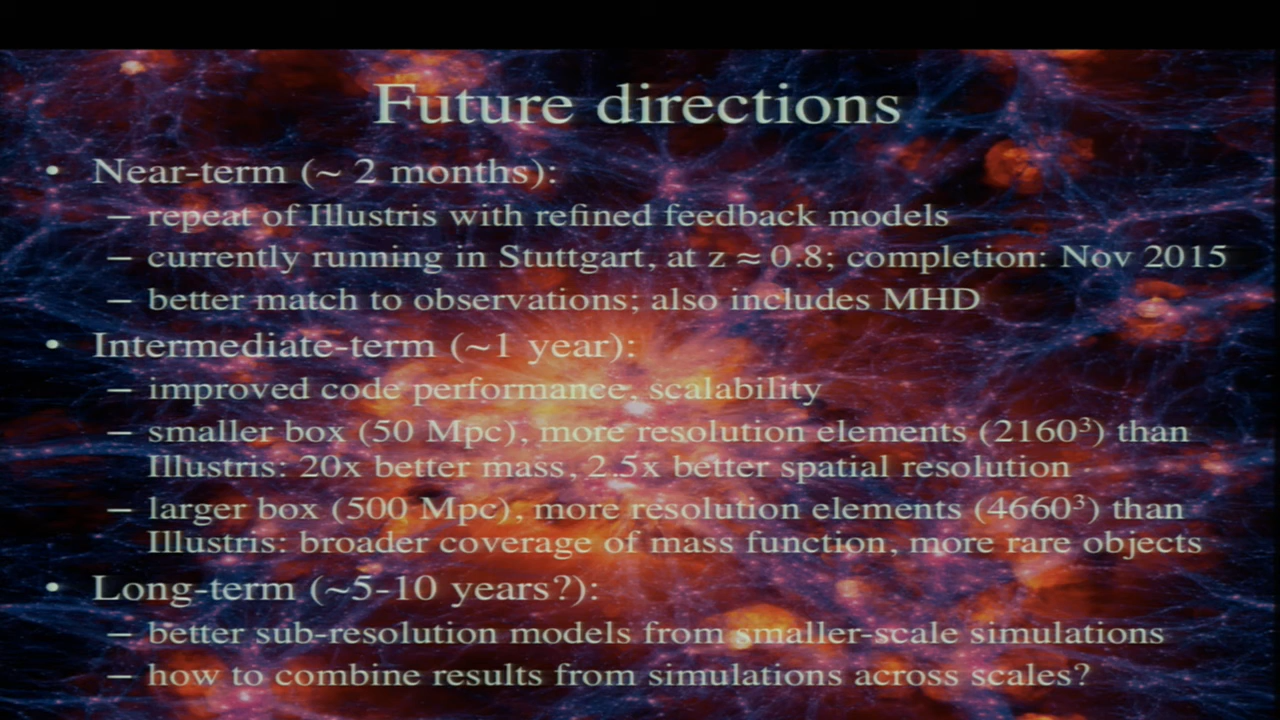 Future directions
• Near-term (~ 2 months):
– repeat of Illustris with refined feedback models
– currently running in Stuttgart, at z ≈ 0.8; completion: Nov 2015
– better match to observations; also includes MHD
• Intermediate-term (~1 year):
– improved code performance, scalability
– smaller box (50 Mpc), more resolution elements (2160³) than
Illustris: 20x better mass, 2.5x better spatial resolution
– larger box (500 Mpc), more resolution elements (4660³) than
Illustris: broader coverage of mass function, more rare objects
• Long-term (~5-10 years?):
– better sub-resolution models from smaller-scale simulations
– how to combine results from simulations across scales?